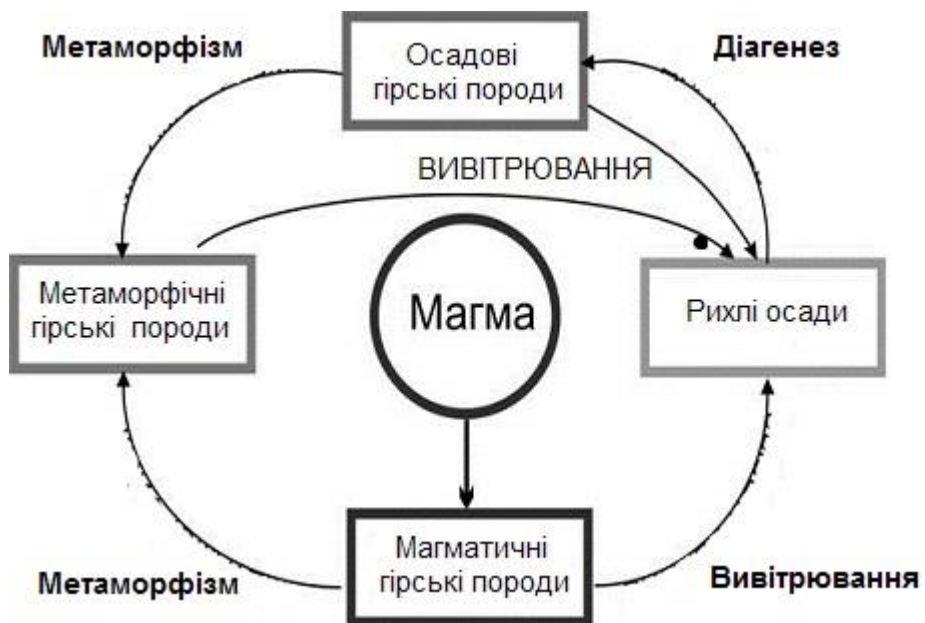 Метаморфізм
Осадові
гірські породи
Діагенез
ВИВІТРЮВАННЯ
Метаморфічні
гірські породи
Магма
Рихлі осади
Метаморфізм
Магматичні
гірські породи
Вивітрювання